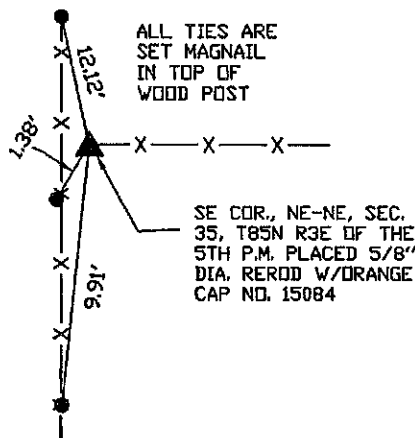 ALL TIES ARE
SET MAGNAIL
IN TOP OF
WOOD POST
12.12'
1.38'
9.91'
X
X
X
X
X
X
X
X
SE COR., NE-NE, SEC.
35, T85N R3E OF THE
5TH P.M. PLACED 5/8"
DIA. REROD W/ORANGE
CAP NO. 15084